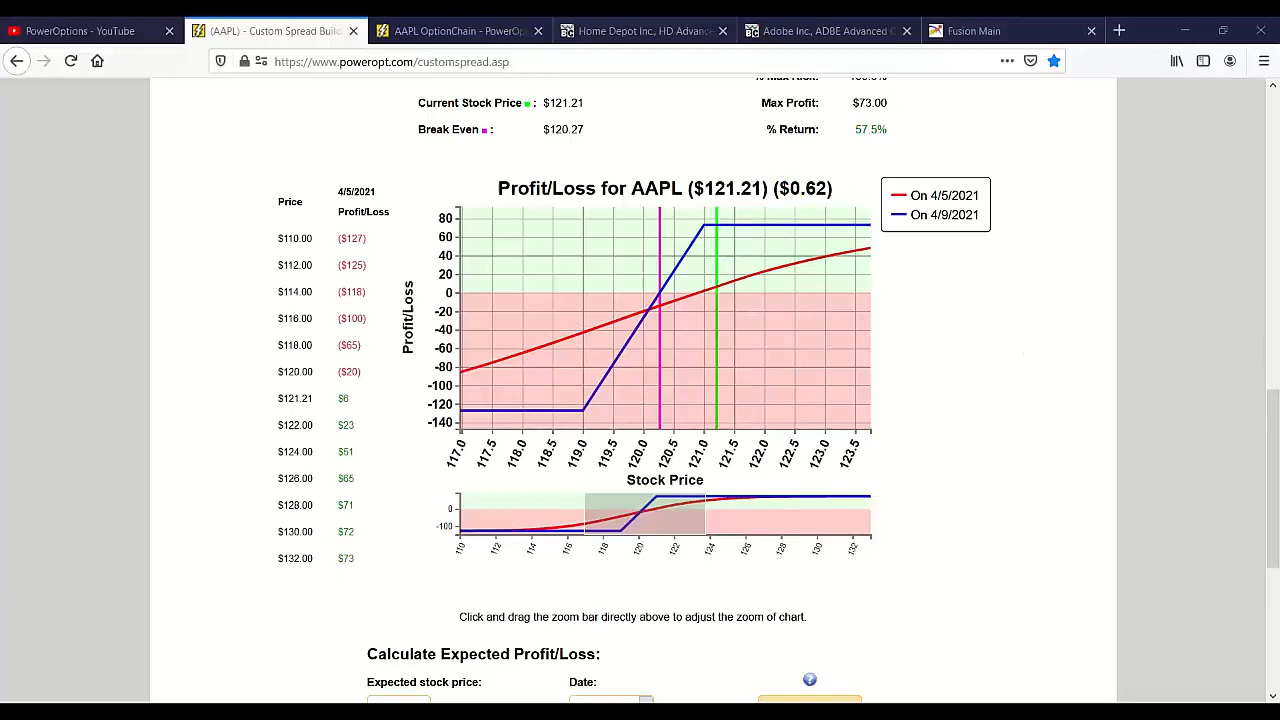 PowerOptions - YouTube
(AAPL) - Custom Spread Build
AAPL OptionChain - PowerOpt
Home Depot Inc, HD Advance
Adobe Inc, ADBE Advanced C
Fusion Main
https://www.poweropt.com/customspread.asp
Current Stock Price : $121.21
Max Profit: $73.00
Break Even : $120.27
% Return: 57.5%
Price
4/5/2021
Profit/Loss
$110.00 ($127)
$112.00 ($125)
$114.00 ($118)
$116.00 ($100)
$118.00 ($65)
$120.00 ($20)
$121.21 $6
$122.00 $23
$124.00 $51
$126.00 $65
$128.00 $71
$130.00 $72
$132.00 $73
Profit/Loss for AAPL ($121.21) ($0.62)
On 4/5/2021
On 4/9/2021
Profit/Loss
80
60
40
20
0
-20
-40
-60
-80
-100
-120
-140
117.0 117.5 118.0 118.5 119.0 119.5 120.0 120.5 121.0 121.5 122.0 122.5 123.0 123.5
Stock Price
0
-100
110 112 114 116 118 120 122 124 126 128 130 132
Click and drag the zoom bar directly above to adjust the zoom of chart.
Calculate Expected Profit/Loss:
Expected stock price:
Date: